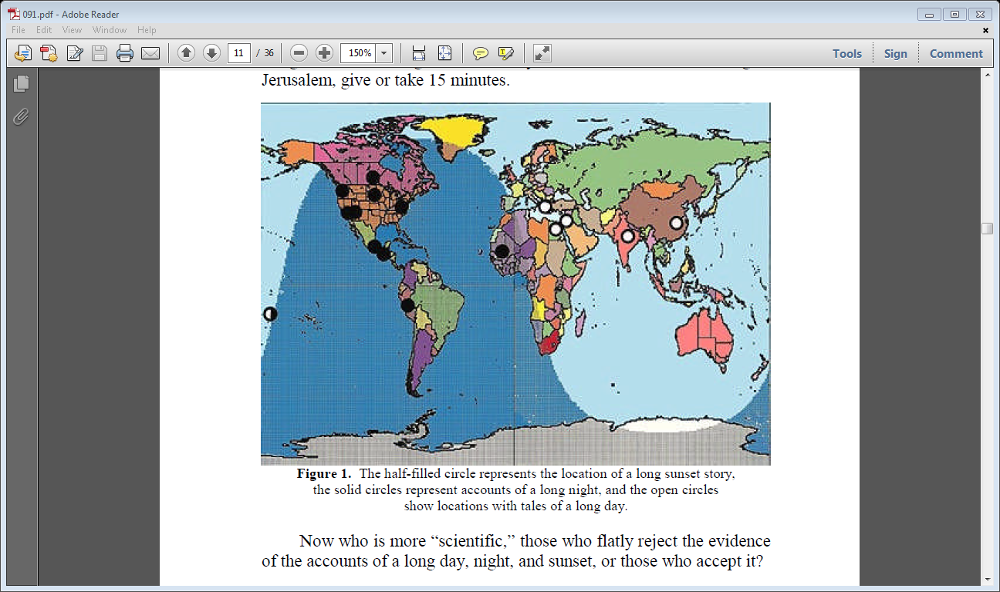 091.pdf - Adobe Reader
File Edit View Window Help
11 / 36 150% Tools Sign Comment
Jerusalem, give or take 15 minutes.
Figure 1. The half-filled circle represents the location of a long sunset story,
the solid circles represent accounts of a long night, and the open circles
show locations with tales of a long day.
Now who is more “scientific,” those who flatly reject the evidence
of the accounts of a long day, night, and sunset, or those who accept it?